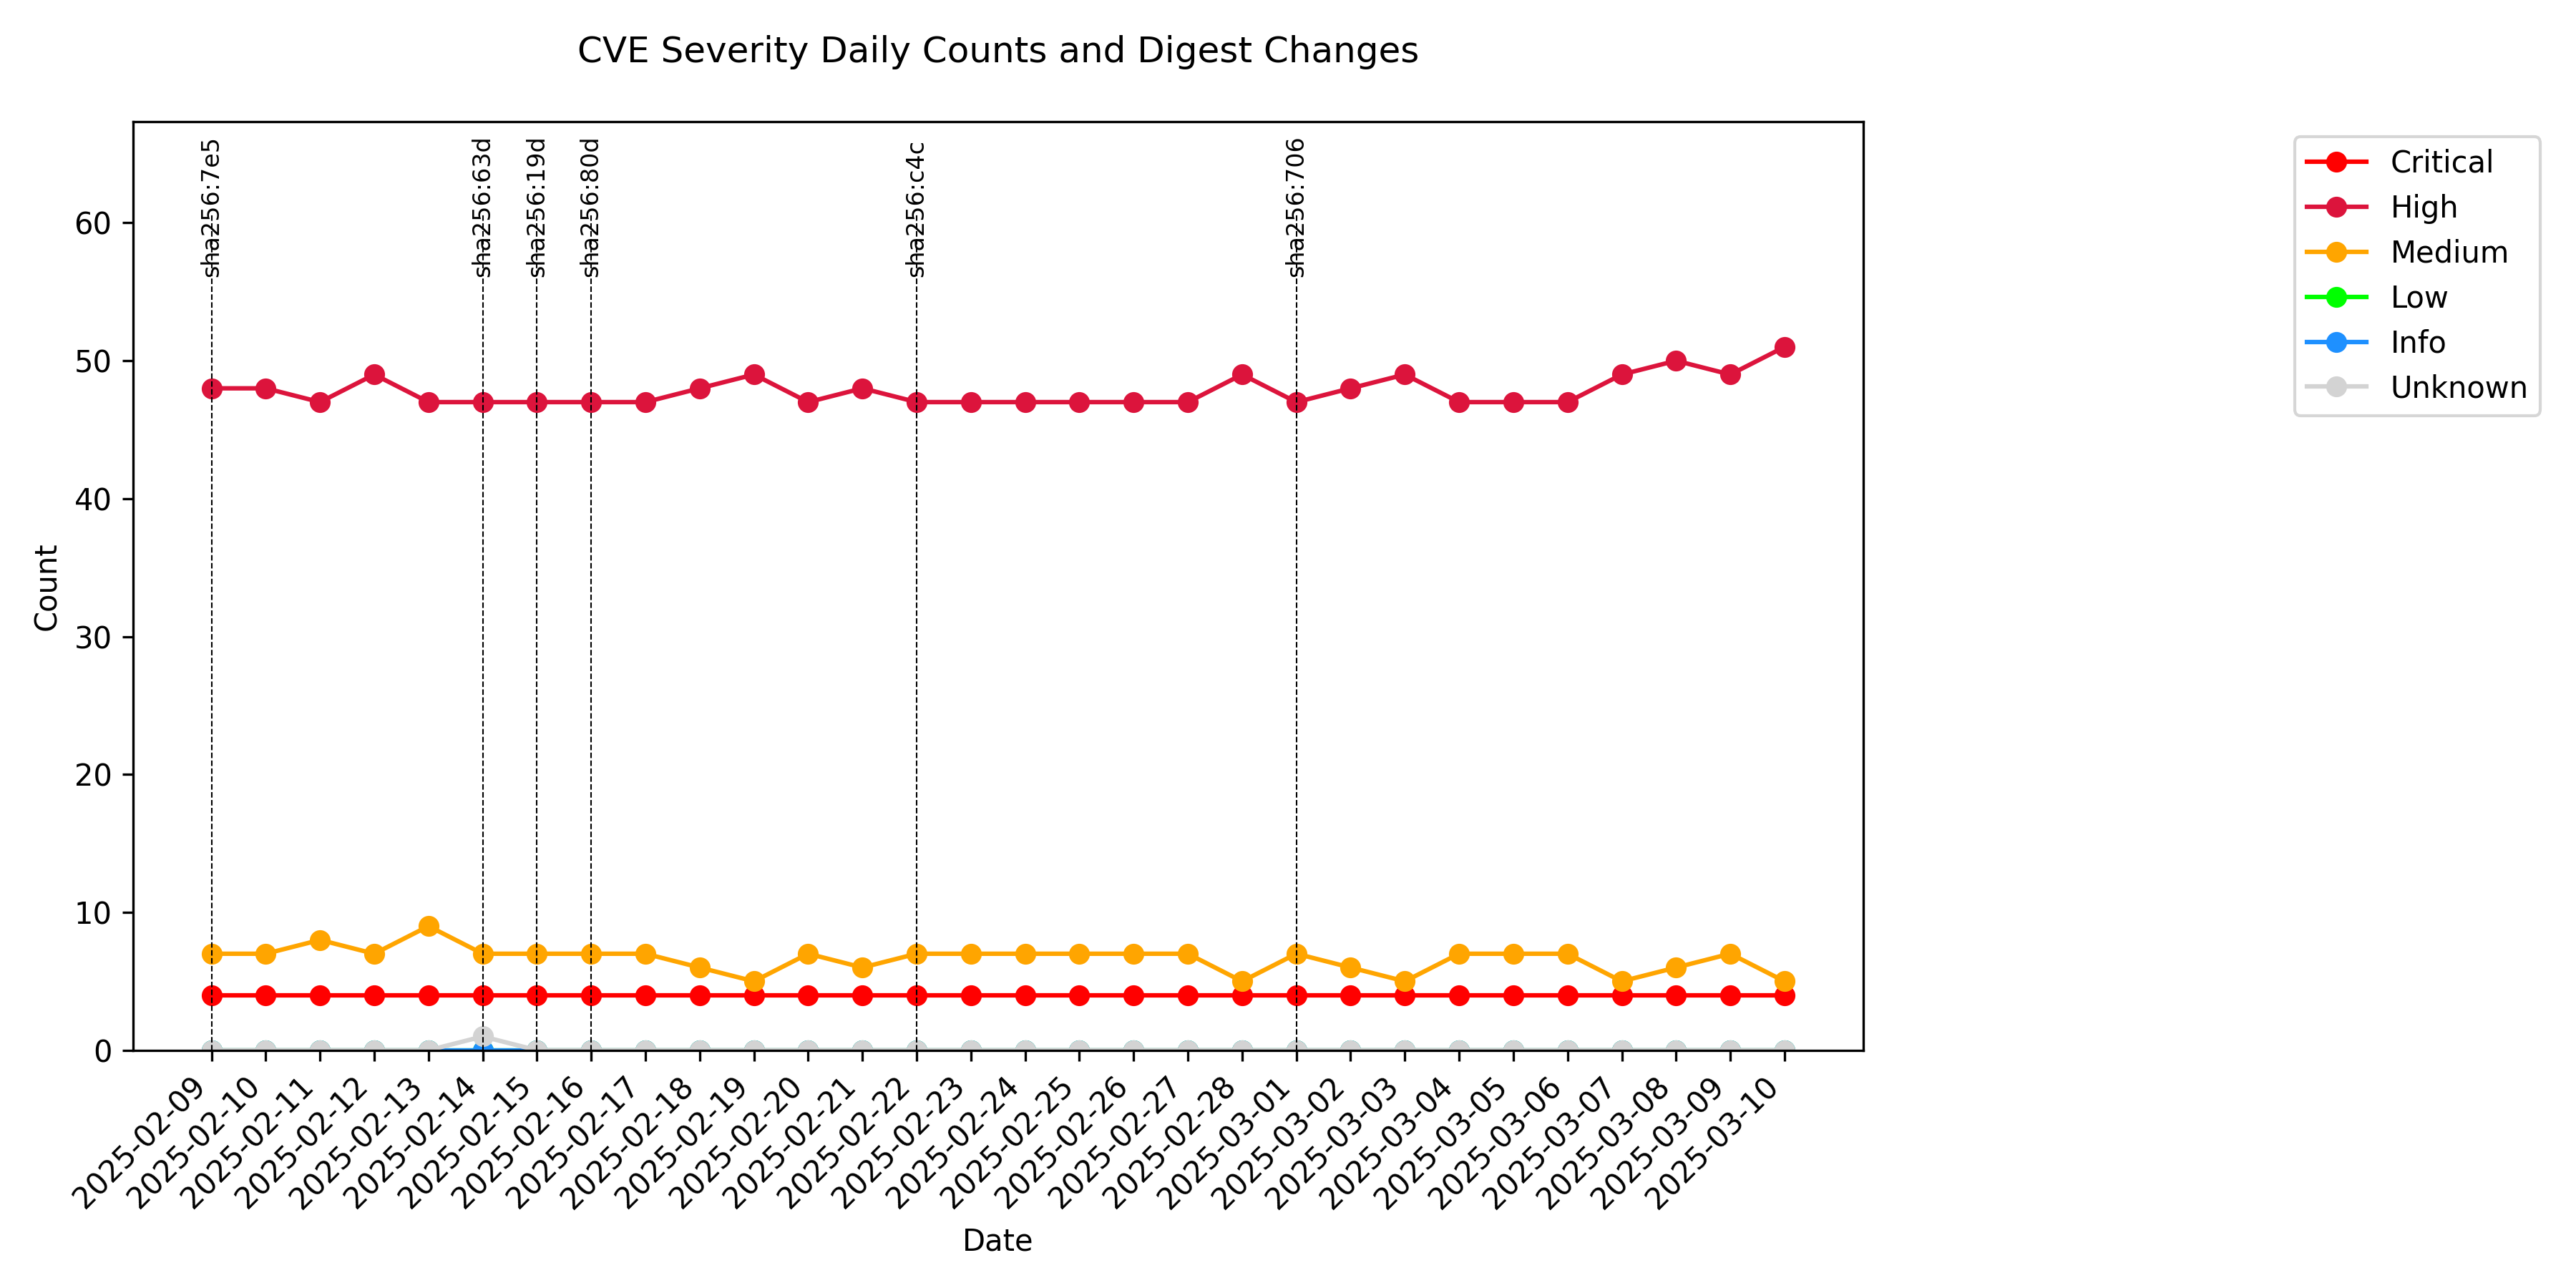 CVE Severity Daily Counts and Digest Changes
sha256:7e5
sha256:63d
sha256:19d
sha256:80d
sha256:c4c
sha256:706
Critical
High
Medium
Low
Info
Unknown
60
50
40
30
20
10
0
Count
2025-02-09
2025-02-10
2025-02-11
2025-02-12
2025-02-13
2025-02-14
2025-02-15
2025-02-16
2025-02-17
2025-02-18
2025-02-19
2025-02-20
2025-02-21
2025-02-22
2025-02-23
2025-02-24
2025-02-25
2025-02-26
2025-02-27
2025-02-28
2025-03-01
2025-03-02
2025-03-03
2025-03-04
2025-03-05
2025-03-06
2025-03-07
2025-03-08
2025-03-09
2025-03-10
Date